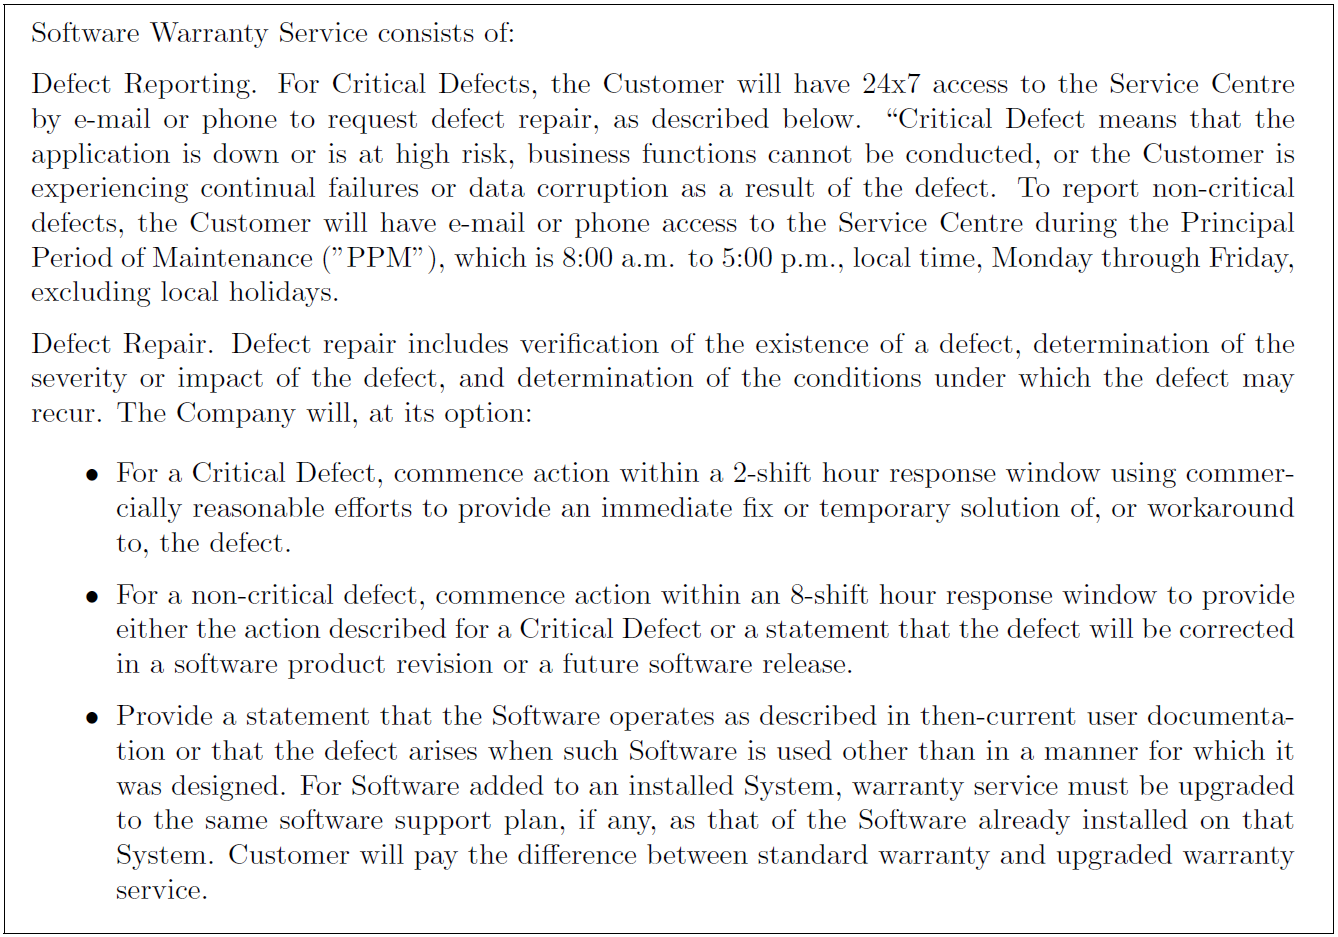 Software Warranty Service consists of:
Defect Reporting. For Critical Defects, the Customer will have 24x7 access to the Service Centre
by e-mail or phone to request defect repair, as described below. “Critical Defect means that the
application is down or is at high risk, business functions cannot be conducted, or the Customer is
experiencing continual failures or data corruption as a result of the defect. To report non-critical
defects, the Customer will have e-mail or phone access to the Service Centre during the Principal
Period of Maintenance (”PPM”), which is 8:00 a.m. to 5:00 p.m., local time, Monday through Friday,
excluding local holidays.
Defect Repair. Defect repair includes verification of the existence of a defect, determination of the
severity or impact of the defect, and determination of the conditions under which the defect may
recur. The Company will, at its option:
• For a Critical Defect, commence action within a 2-shift hour response window using commer-
cially reasonable efforts to provide an immediate fix or temporary solution of, or workaround
to, the defect.
• For a non-critical defect, commence action within an 8-shift hour response window to provide
either the action described for a Critical Defect or a statement that the defect will be corrected
in a software product revision or a future software release.
• Provide a statement that the Software operates as described in then-current user documenta-
tion or that the defect arises when such Software is used other than in a manner for which it
was designed. For Software added to an installed System, warranty service must be upgraded
to the same software support plan, if any, as that of the Software already installed on that
System. Customer will pay the difference between standard warranty and upgraded warranty
service.